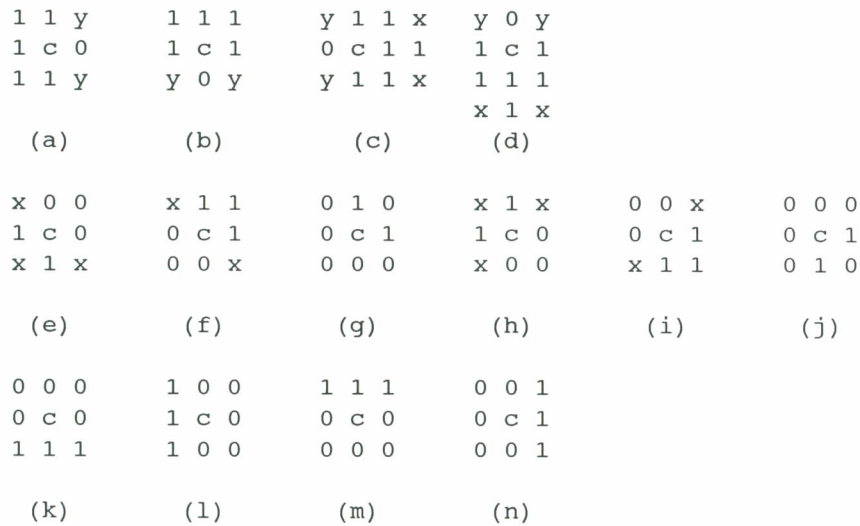 1 1 y 1 1 1 y 1 1 x y 0 y
1 c 0 1 c 1 0 c 1 1 1 c 1
1 1 y y 0 y y 1 1 x 1 1 1
x 1 x
(a) (b) (c) (d)
x 0 0 x 1 1 0 1 0 x 1 x 0 0 x 0 0 0
1 c 0 0 c 1 0 c 1 1 c 0 0 c 1 0 c 1
x 1 x 0 0 x 0 0 0 x 0 0 x 1 1 0 1 0
(e) (f) (g) (h) (i) (j)
0 0 0 1 0 0 1 1 1 0 0 1
0 c 0 1 c 0 0 c 0 0 c 1
1 1 1 1 0 0 0 0 0 0 0 1
(k) (l) (m) (n)